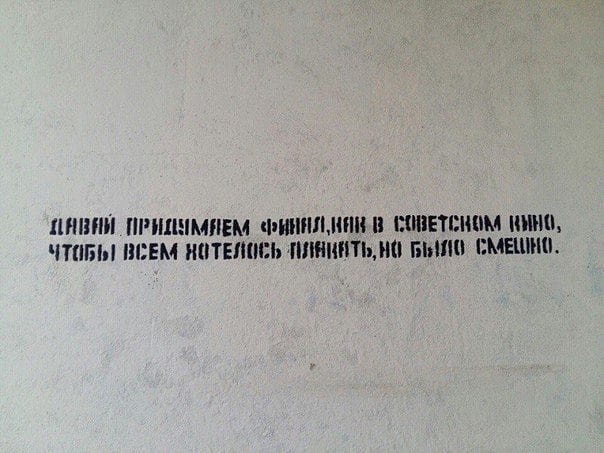 ДАВАЙ ПРИДУМАЕМ ФИНАЛ,КАК В СОВЕТСКОМ КИНО,
ЧТОБЫ ВСЕМ ХОТЕЛОСЬ ПЛАКАТЬ,НО БЫЛО СМЕШНО.